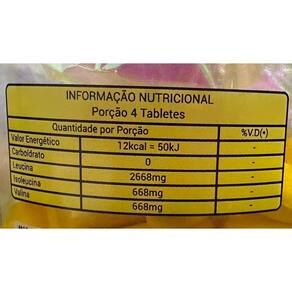 INFORMAÇÃO NUTRICIONAL
Porção 4 Tabletes
Quantidade por Porção %V.D(*)
Valor Energético 12kcal = 50kJ -
Carboidrato 0 -
Leucina 2668mg -
Isoleucina 668mg -
Valina 668mg -